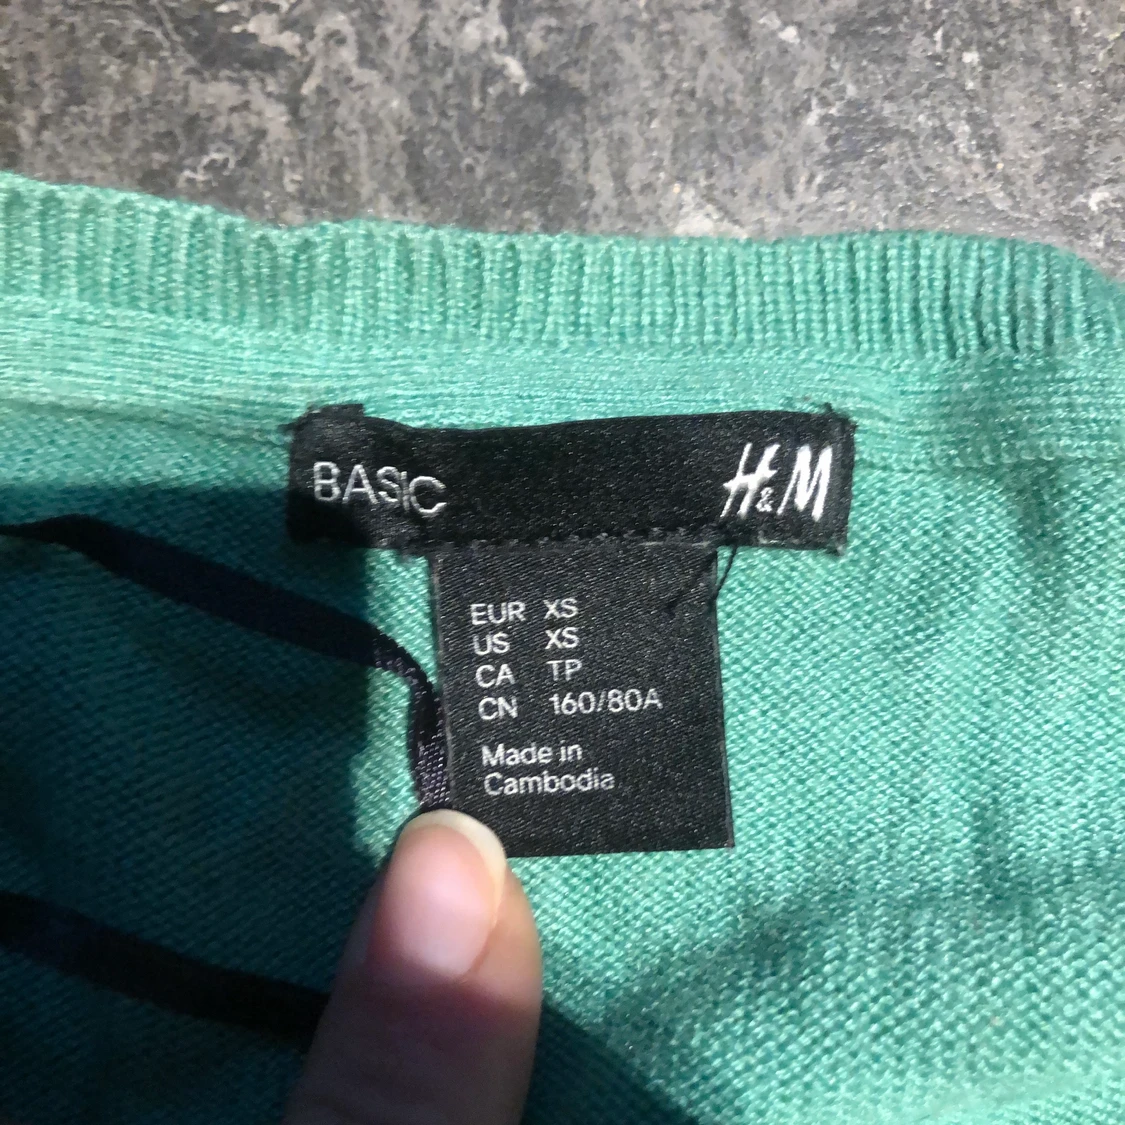 BASIC H&M
EUR XS
US XS
CA TP
CN 160/80A
Made in
Cambodia